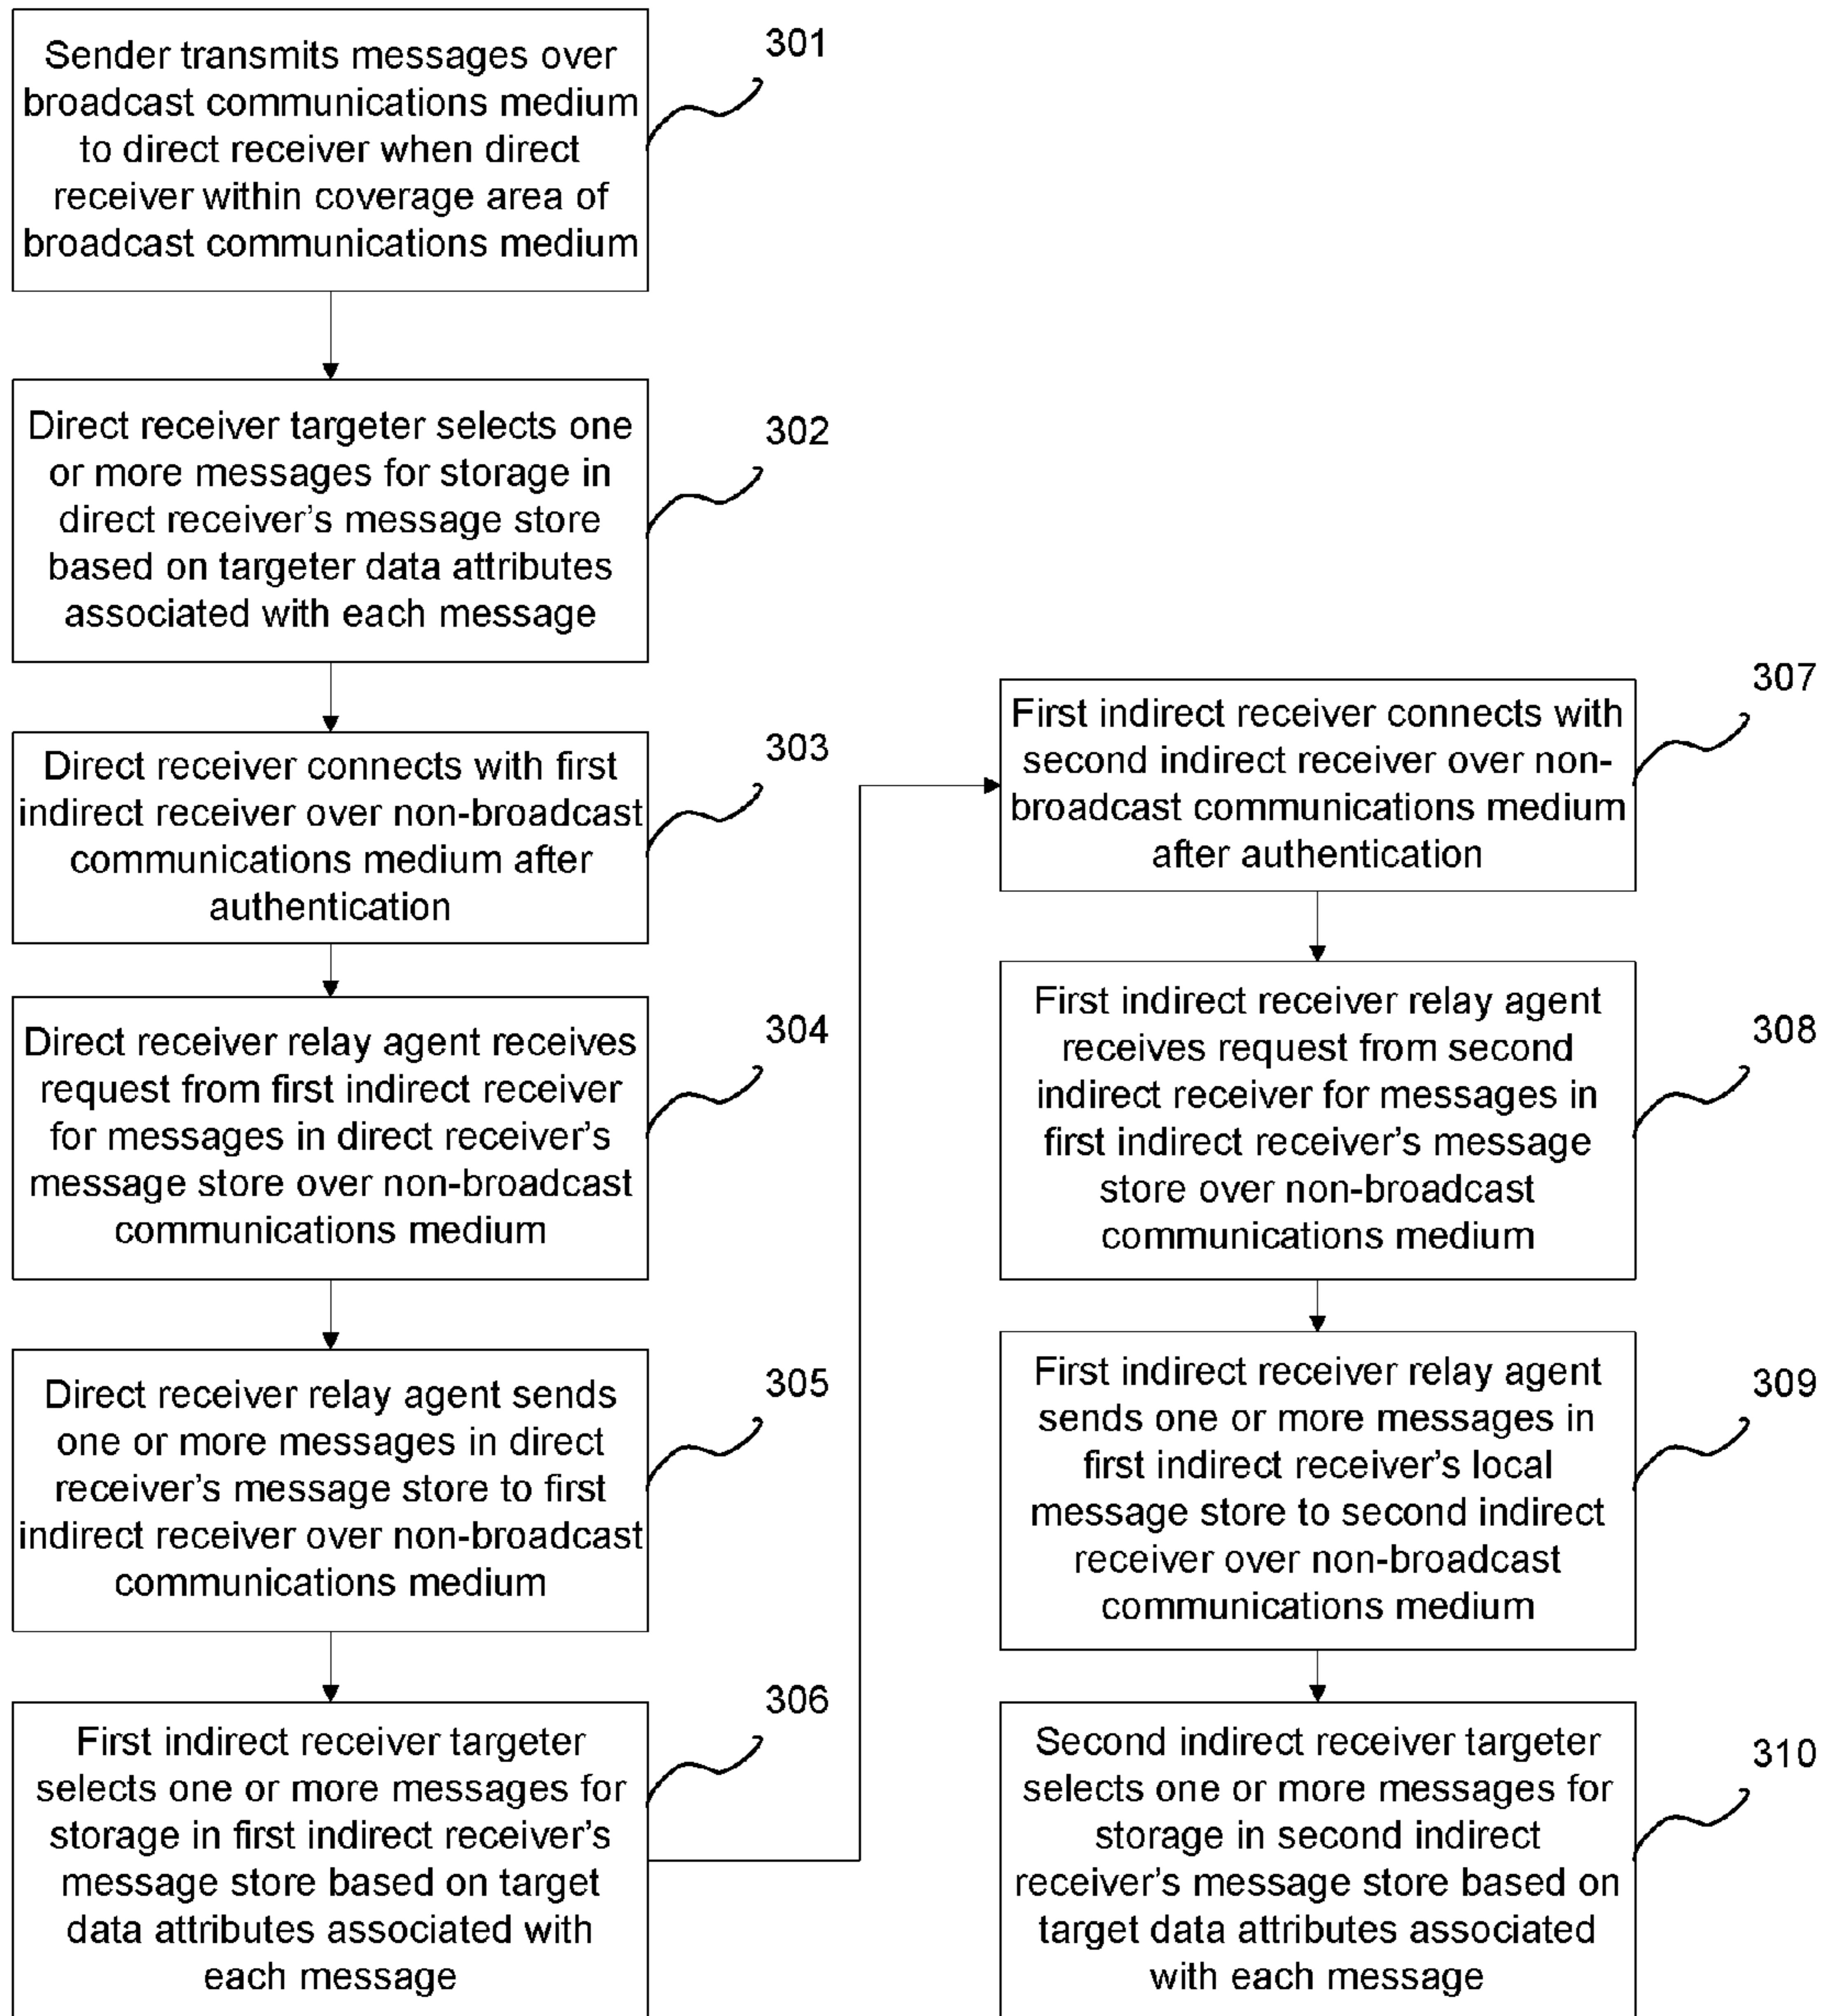 Sender transmits messages over
broadcast communications medium
to direct receiver when direct
receiver within coverage area of
broadcast communications medium
301
Direct receiver targeter selects one
or more messages for storage in
direct receiver's message store
based on targeter data attributes
associated with each message
302
Direct receiver connects with first
indirect receiver over non-broadcast
communications medium after
authentication
303
Direct receiver relay agent receives
request from first indirect receiver
for messages in direct receiver's
message store over non-broadcast
communications medium
304
Direct receiver relay agent sends
one or more messages in direct
receiver's message store to first
indirect receiver over non-broadcast
communications medium
305
First indirect receiver targeter
selects one or more messages for
storage in first indirect receiver's
message store based on target
data attributes associated with
each message
306
First indirect receiver connects with
second indirect receiver over non-
broadcast communications medium
after authentication
307
First indirect receiver relay agent
receives request from second
indirect receiver for messages in
first indirect receiver's message
store over non-broadcast
communications medium
308
First indirect receiver relay agent
sends one or more messages in
first indirect receiver's local
message store to second indirect
receiver over non-broadcast
communications medium
309
Second indirect receiver targeter
selects one or more messages for
storage in second indirect
receiver's message store based on
target data attributes associated
with each message
310